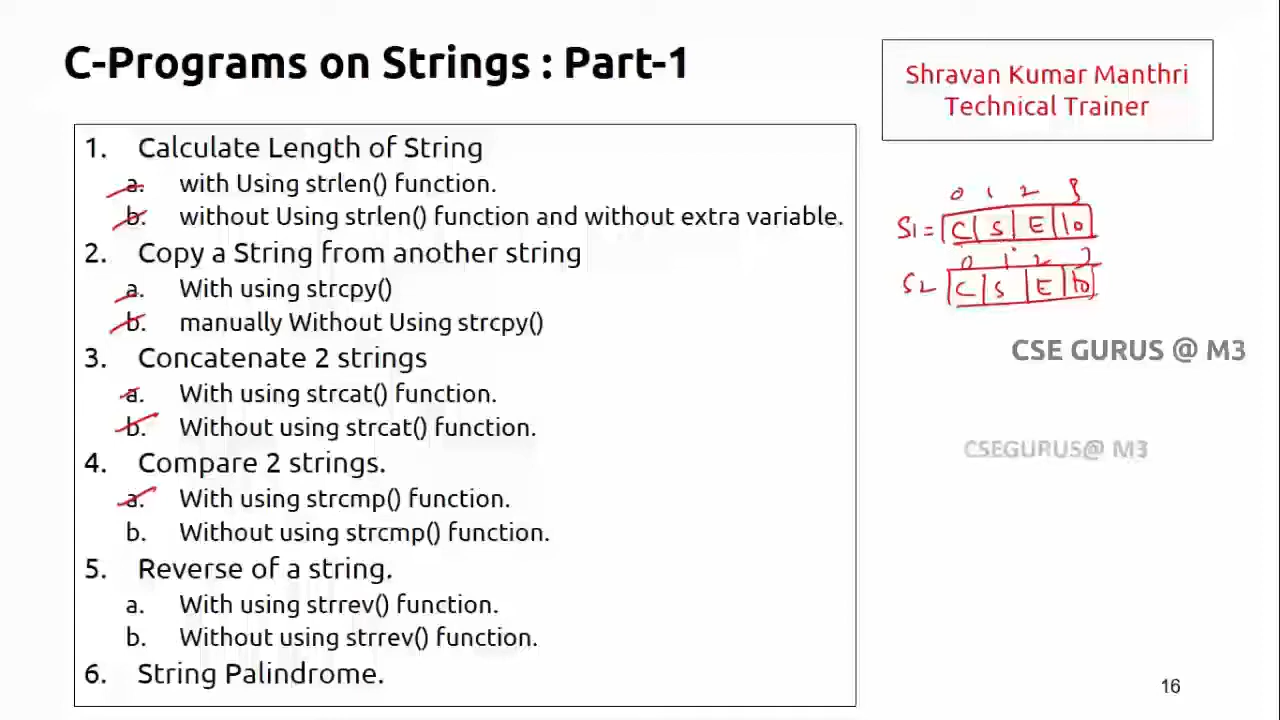 C-Programs on Strings : Part-1
Shravan Kumar Manthri
Technical Trainer
1. Calculate Length of String
a. with Using strlen() function.
b. without Using strlen() function and without extra variable.
2. Copy a String from another string
a. With using strcpy()
b. manually Without Using strcpy()
3. Concatenate 2 strings
a. With using strcat() function.
b. Without using strcat() function.
4. Compare 2 strings.
a. With using strcmp() function.
b. Without using strcmp() function.
5. Reverse of a string.
a. With using strrev() function.
b. Without using strrev() function.
6. String Palindrome.
0 1 2 3
S1 = C S E \0
0 1 2 3
S2 C S E \0
CSE GURUS @ M3
CSEGURUS@ M3
16